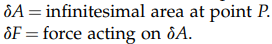 δA = infinitesimal area at point P.
δF = force acting on δA.